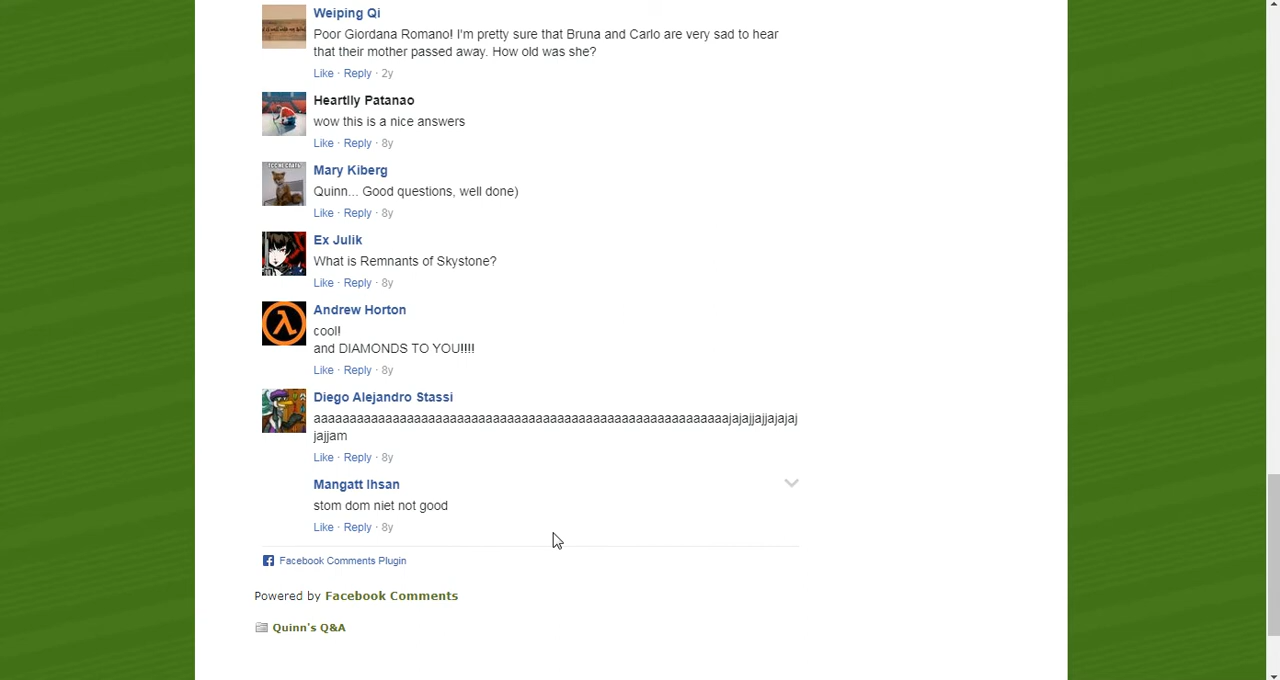 Weiping Qi
Poor Giordana Romano! I'm pretty sure that Bruna and Carlo are very sad to hear
that their mother passed away. How old was she?
Like · Reply · 2y
Heartlly Patanao
wow this is a nice answers
Like · Reply · 8y
Mary Kiberg
Quinn... Good questions, well done)
Like · Reply · 8y
Ex Julik
What is Remnants of Skystone?
Like · Reply · 8y
Andrew Horton
cool!
and DIAMONDS TO YOU!!!!
Like · Reply · 8y
Diego Alejandro Stassi
aaaaaaaaaaaaaaaaaaaaaaaaaaaaaaaaaaaaaaaaaaaaaaaaaaaaaaaaaajajajjajjajajaj
jajjam
Like · Reply · 8y
Mangatt Ihsan
stom dom niet not good
Like · Reply · 8y
Facebook Comments Plugin
Powered by Facebook Comments
Quinn's Q&A